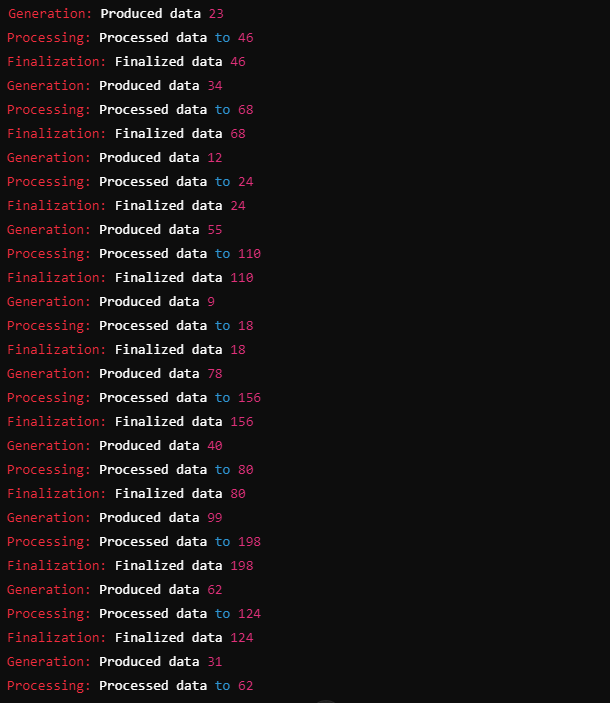 Generation: Produced data 23
Processing: Processed data to 46
Finalization: Finalized data 46
Generation: Produced data 34
Processing: Processed data to 68
Finalization: Finalized data 68
Generation: Produced data 12
Processing: Processed data to 24
Finalization: Finalized data 24
Generation: Produced data 55
Processing: Processed data to 110
Finalization: Finalized data 110
Generation: Produced data 9
Processing: Processed data to 18
Finalization: Finalized data 18
Generation: Produced data 78
Processing: Processed data to 156
Finalization: Finalized data 156
Generation: Produced data 40
Processing: Processed data to 80
Finalization: Finalized data 80
Generation: Produced data 99
Processing: Processed data to 198
Finalization: Finalized data 198
Generation: Produced data 62
Processing: Processed data to 124
Finalization: Finalized data 124
Generation: Produced data 31
Processing: Processed data to 62